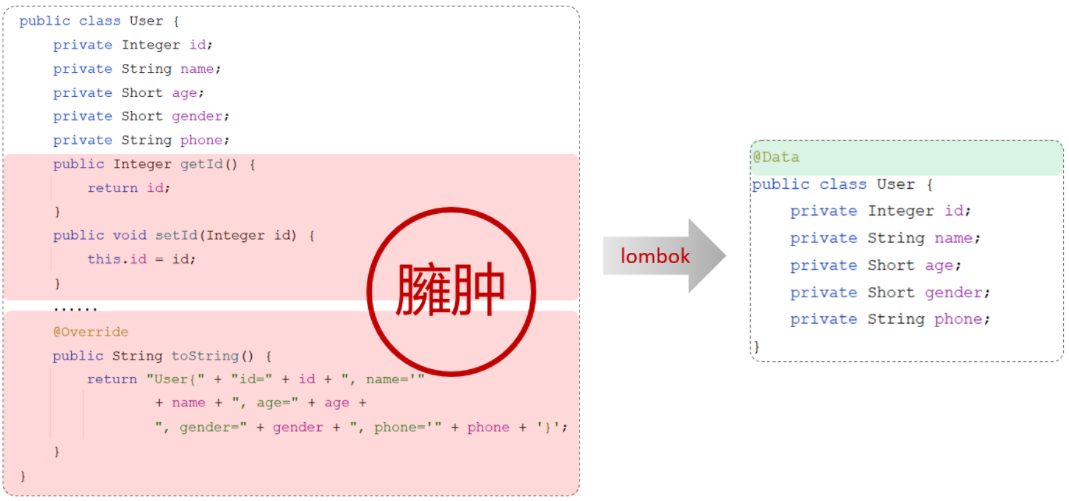 public class User {
private Integer id;
private String name;
private Short age;
private Short gender;
private String phone;
public Integer getId() {
return id;
}
public void setId(Integer id) {
this.id = id;
}
......
@Override
public String toString() {
return "User{" + "id=" + id + ", name='"
+ name + ", age=" + age +
", gender=" + gender + ", phone='" + phone + '}';
}
}
臃肿
lombok
@Data
public class User {
private Integer id;
private String name;
private Short age;
private Short gender;
private String phone;
}